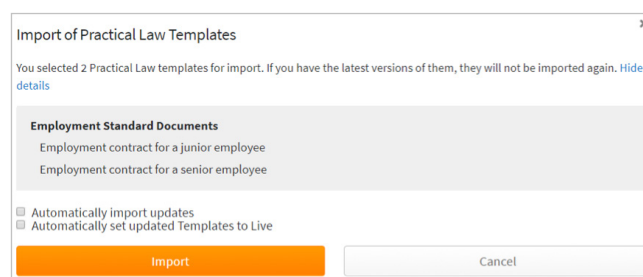 Import of Practical Law Templates
You selected 2 Practical Law templates for import. If you have the latest versions of them, they will not be imported again. Hide
details
Employment Standard Documents
Employment contract for a junior employee
Employment contract for a senior employee
Automatically import updates
Automatically set updated Templates to Live
Import
Cancel